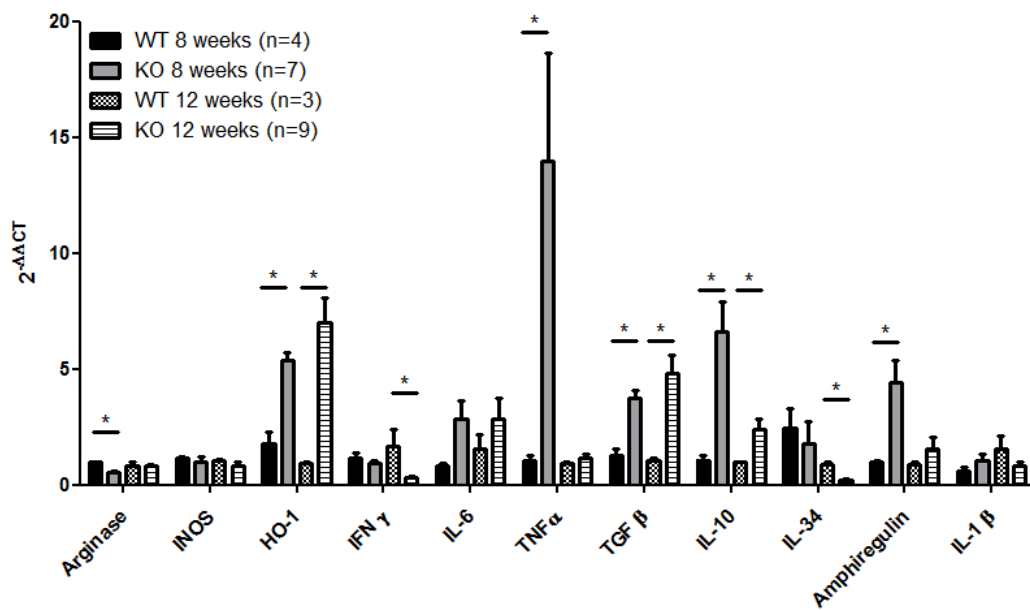 20
15
10
5
0
2-ΔΔCT
WT 8 weeks (n=4)
KO 8 weeks (n=7)
WT 12 weeks (n=3)
KO 12 weeks (n=9)
*
*
*
*
*
*
*
*
*
*
*
Arginase
INOS
HO-1
IFN γ
IL-6
TNFα
TGF β
IL-10
IL-34
Amphiregulin
IL-1 β